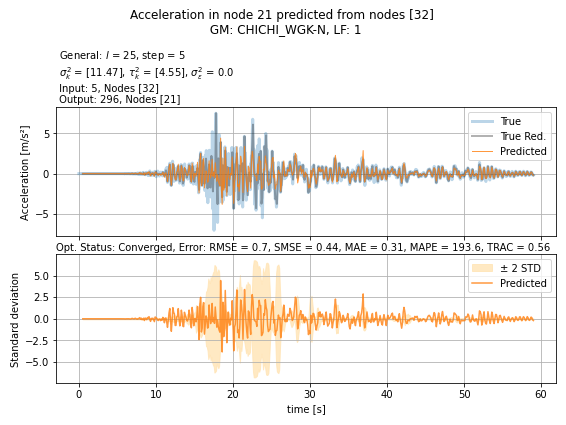 Acceleration in node 21 predicted from nodes [32]
GM: CHICHI_WGK-N, LF: 1
General: l = 25, step = 5
σ²ₖ = [11.47], τ²ₖ = [4.55], σ²ε = 0.0
Input: 5, Nodes [32]
Output: 296, Nodes [21]
Acceleration [m/s²]
5
0
−5
True
True Red.
Predicted
Opt. Status: Converged, Error: RMSE = 0.7, SMSE = 0.44, MAE = 0.31, MAPE = 193.6, TRAC = 0.56
Standard deviation
5.0
2.5
0.0
−2.5
−5.0
± 2 STD
Predicted
0 10 20 30 40 50 60
time [s]